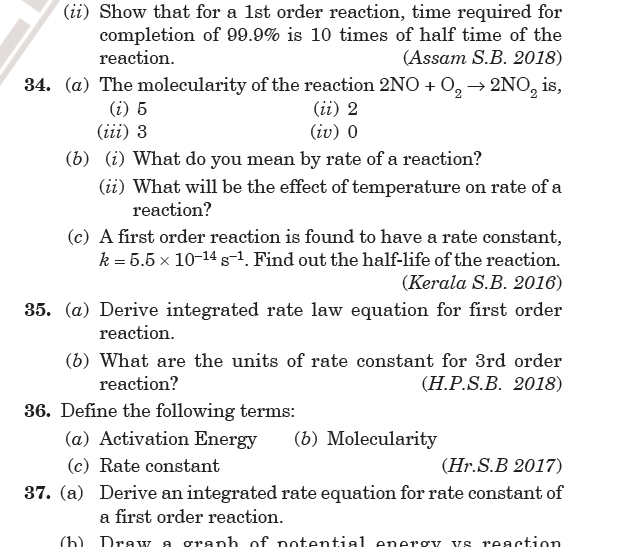 (ii) Show that for a 1st order reaction, time required for
completion of 99.9% is 10 times of half time of the
reaction. (Assam S.B. 2018)
34. (a) The molecularity of the reaction 2NO + O₂ → 2NO₂ is,
(i) 5 (ii) 2
(iii) 3 (iv) 0
(b) (i) What do you mean by rate of a reaction?
(ii) What will be the effect of temperature on rate of a
reaction?
(c) A first order reaction is found to have a rate constant,
k = 5.5 × 10⁻¹⁴ s⁻¹. Find out the half-life of the reaction.
(Kerala S.B. 2016)
35. (a) Derive integrated rate law equation for first order
reaction.
(b) What are the units of rate constant for 3rd order
reaction? (H.P.S.B. 2018)
36. Define the following terms:
(a) Activation Energy (b) Molecularity
(c) Rate constant (Hr.S.B 2017)
37. (a) Derive an integrated rate equation for rate constant of
a first order reaction.
(b) Draw a graph of potential energy vs reaction